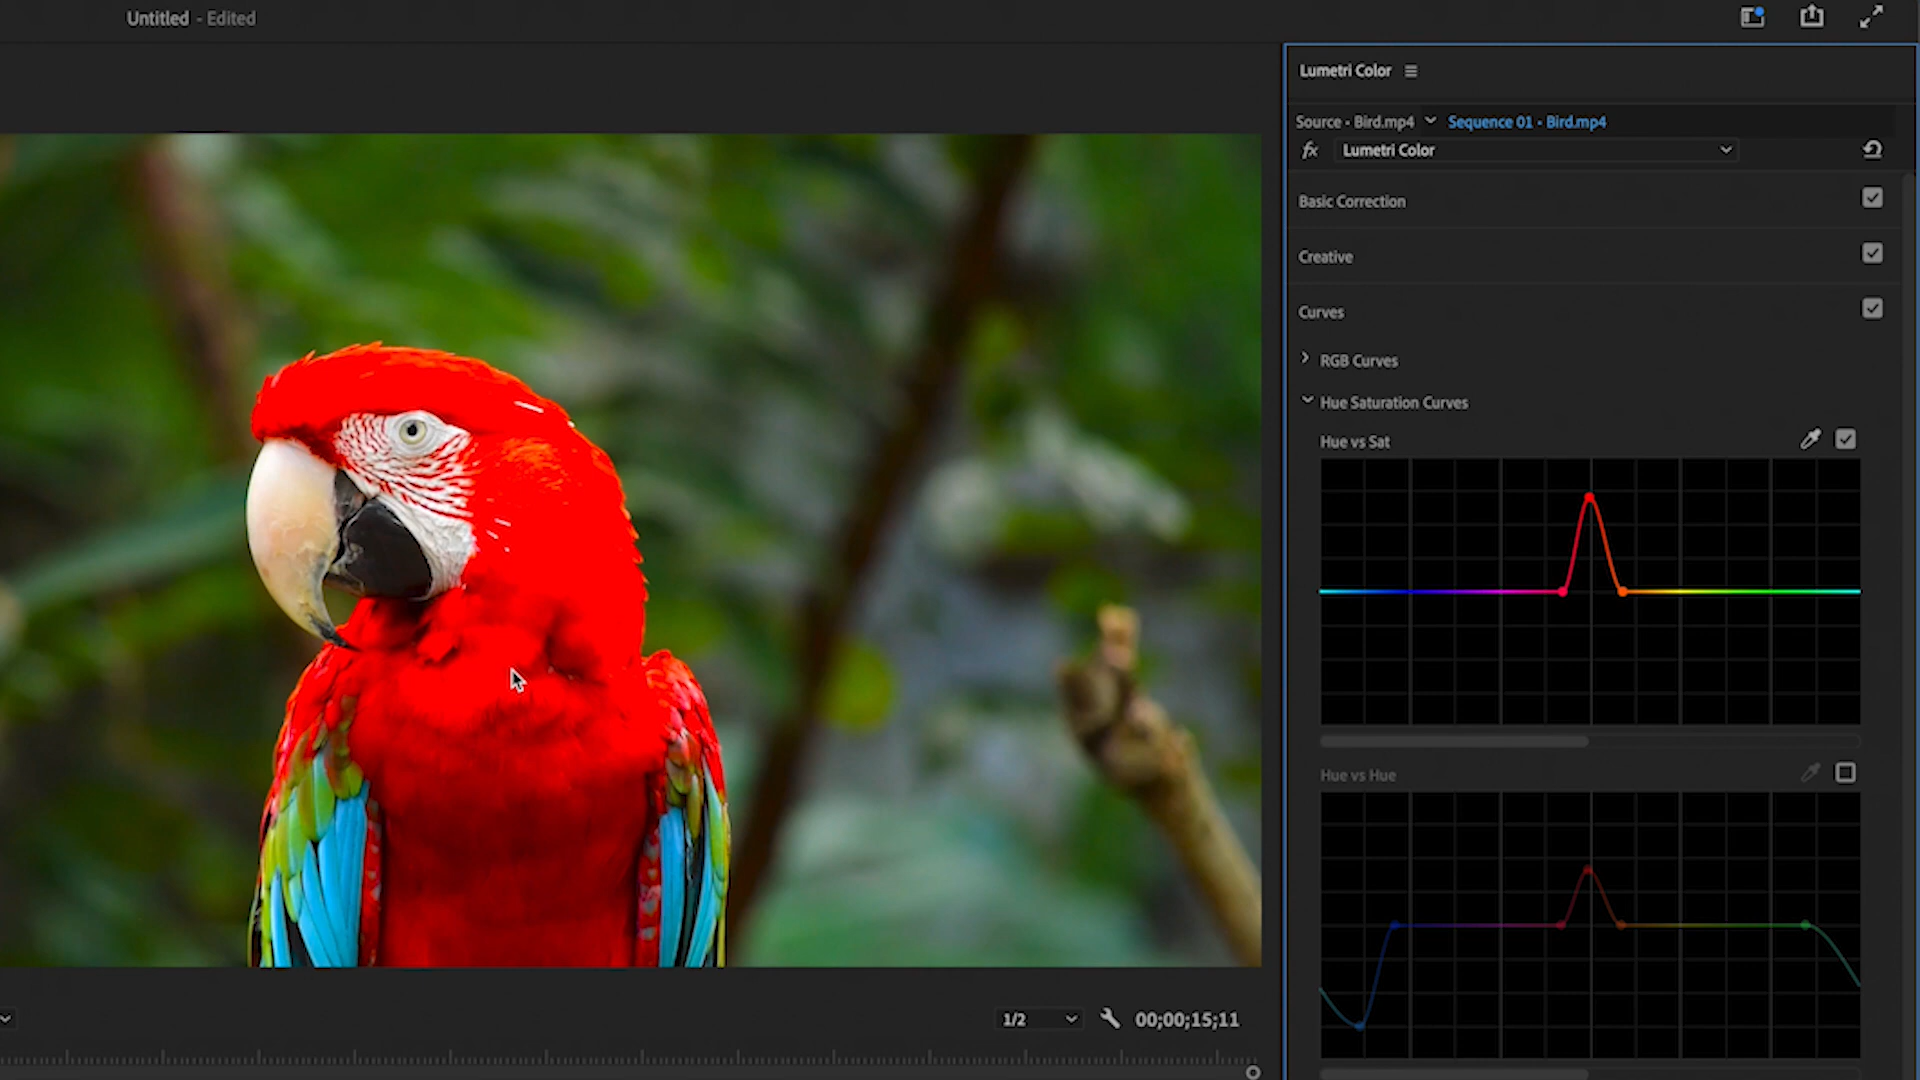 Untitled - Edited
Lumetri Color
Source • Bird.mp4
Sequence 01 • Bird.mp4
fx
Lumetri Color
Basic Correction
Creative
Curves
RGB Curves
Hue Saturation Curves
Hue vs Sat
Hue vs Hue
1/2
00;00;15;11